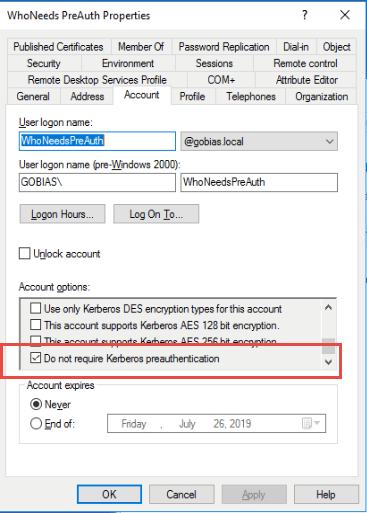 WhoNeeds PreAuth Properties
? ×
Published Certificates Member Of Password Replication Dial-in Object
Security Environment Sessions Remote control
Remote Desktop Services Profile COM+ Attribute Editor
General Address Account Profile Telephones Organization
User logon name:
WhoNeedsPreAuth @gobias.local
User logon name (pre-Windows 2000):
GOBIAS\ WhoNeedsPreAuth
Logon Hours... Log On To...
Unlock account
Account options:
Use only Kerberos DES encryption types for this account
This account supports Kerberos AES 128 bit encryption.
This account supports Kerberos AES 256 bit encryption.
Do not require Kerberos preauthentication
Account expires
Never
End of: Friday , July 26, 2019
OK Cancel Apply Help